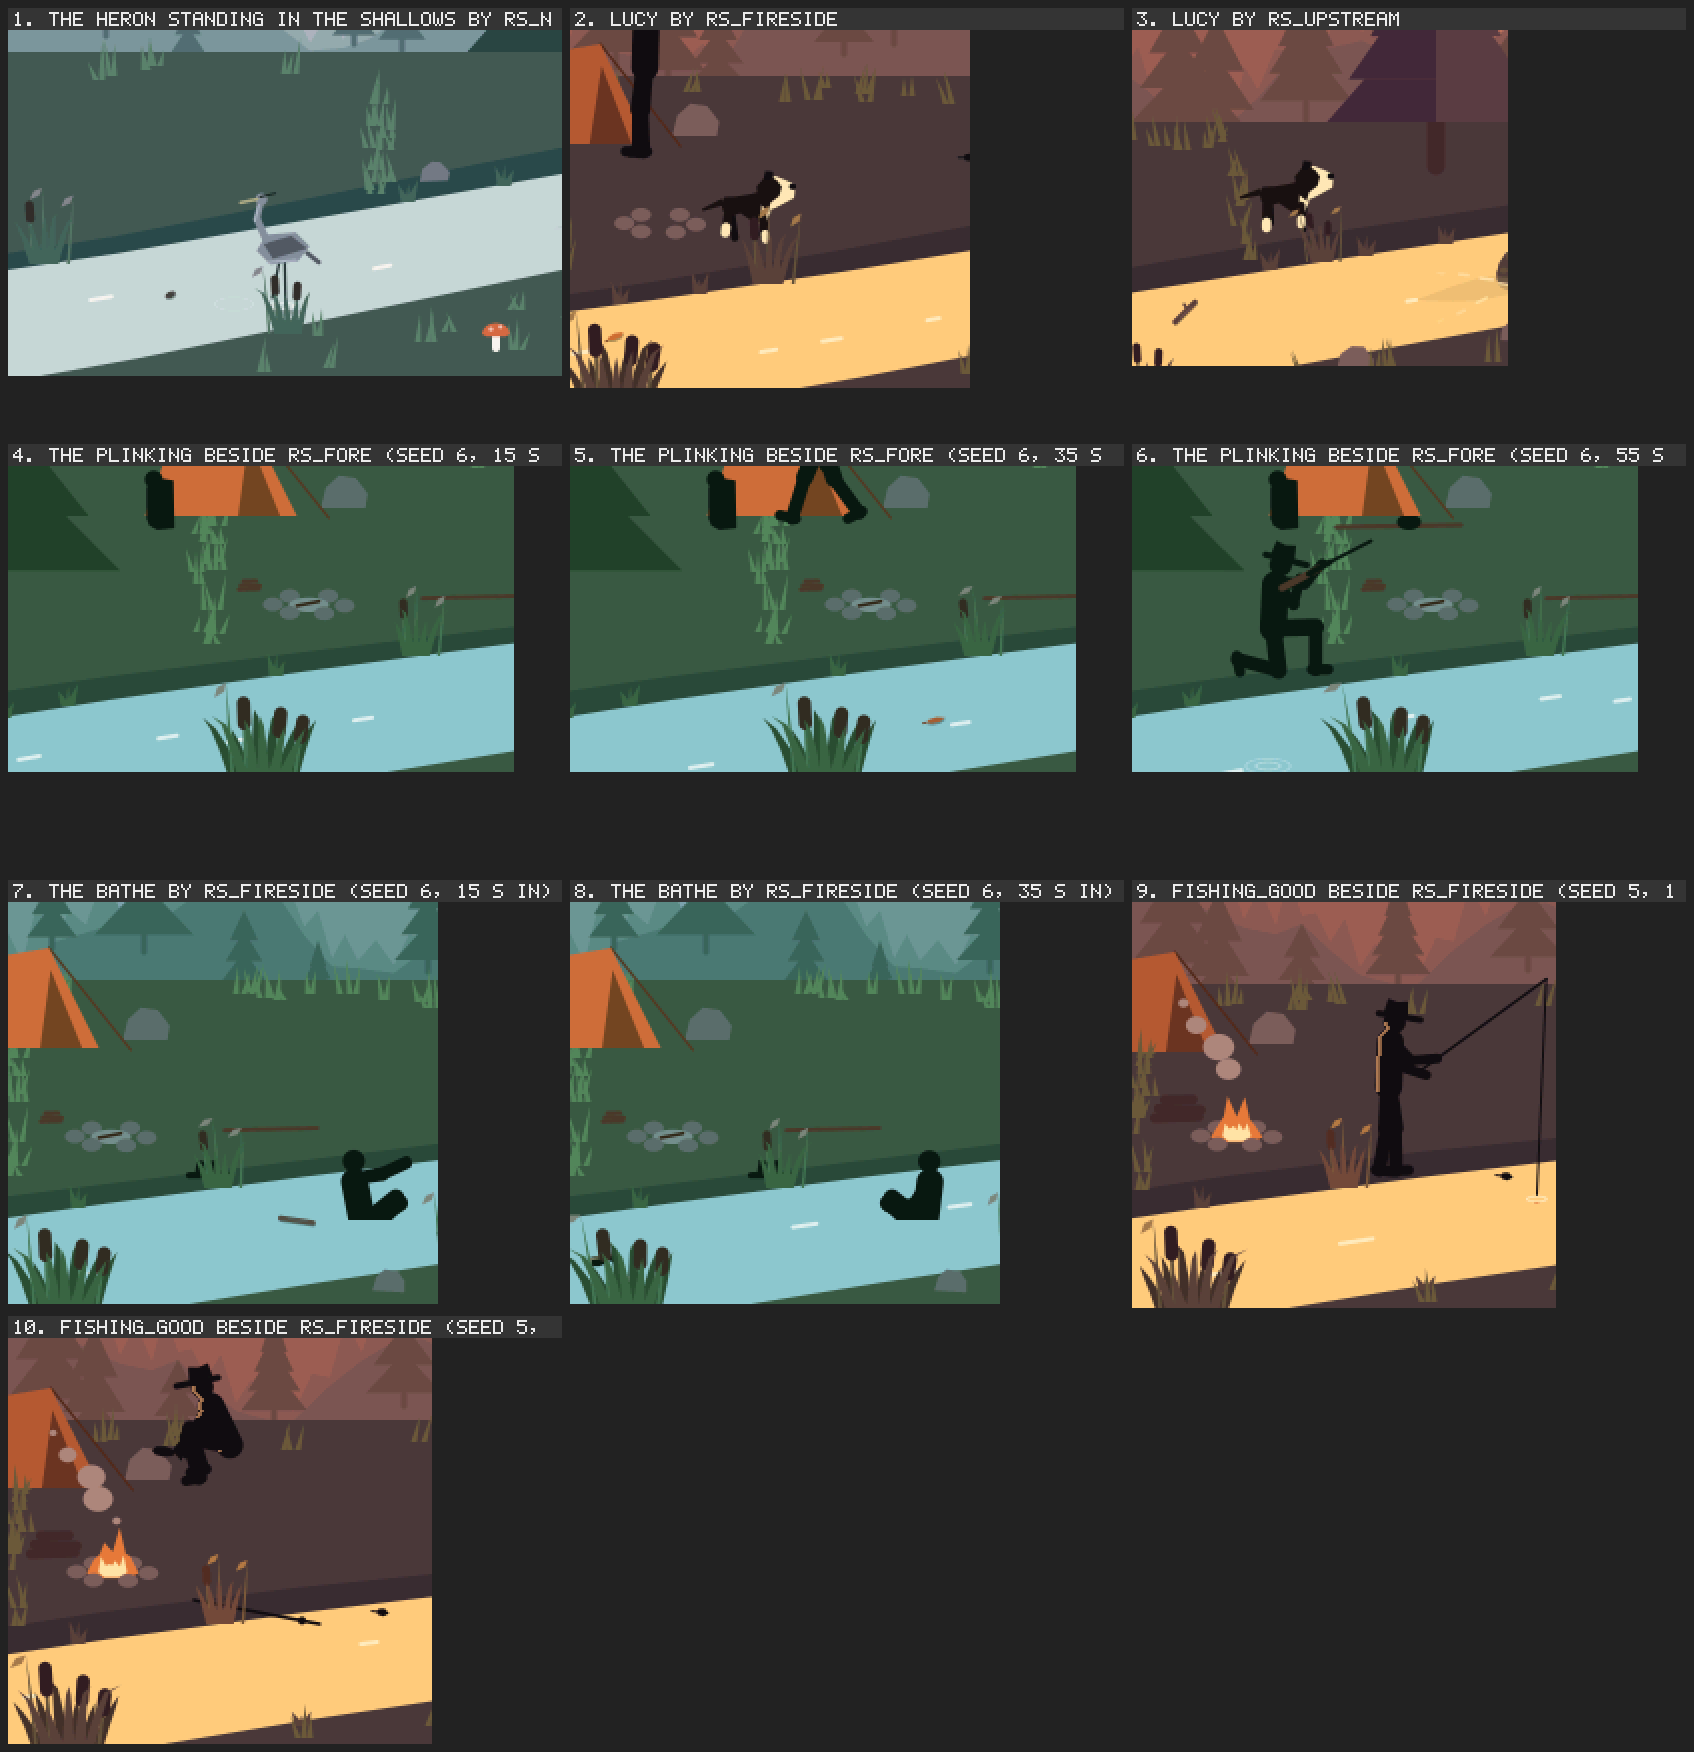 1. THE HERON STANDING IN THE SHALLOWS BY RS_N
2. LUCY BY RS_FIRESIDE
3. LUCY BY RS_UPSTREAM
4. THE PLINKING BESIDE RS_FORE (SEED 6, 15 S
5. THE PLINKING BESIDE RS_FORE (SEED 6, 35 S
6. THE PLINKING BESIDE RS_FORE (SEED 6, 55 S
7. THE BATHE BY RS_FIRESIDE (SEED 6, 15 S IN)
8. THE BATHE BY RS_FIRESIDE (SEED 6, 35 S IN)
9. FISHING_GOOD BESIDE RS_FIRESIDE (SEED 5, 1
10. FISHING_GOOD BESIDE RS_FIRESIDE (SEED 5,